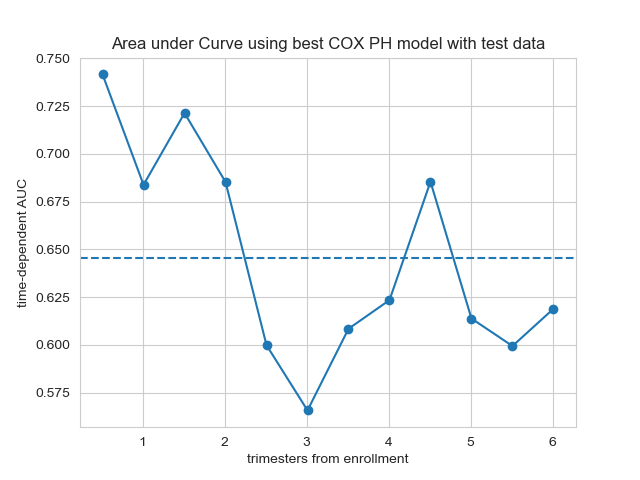 Area under Curve using best COX PH model with test data
0.750
0.725
0.700
0.675
0.650
0.625
0.600
0.575
time-dependent AUC
1 2 3 4 5 6
trimesters from enrollment